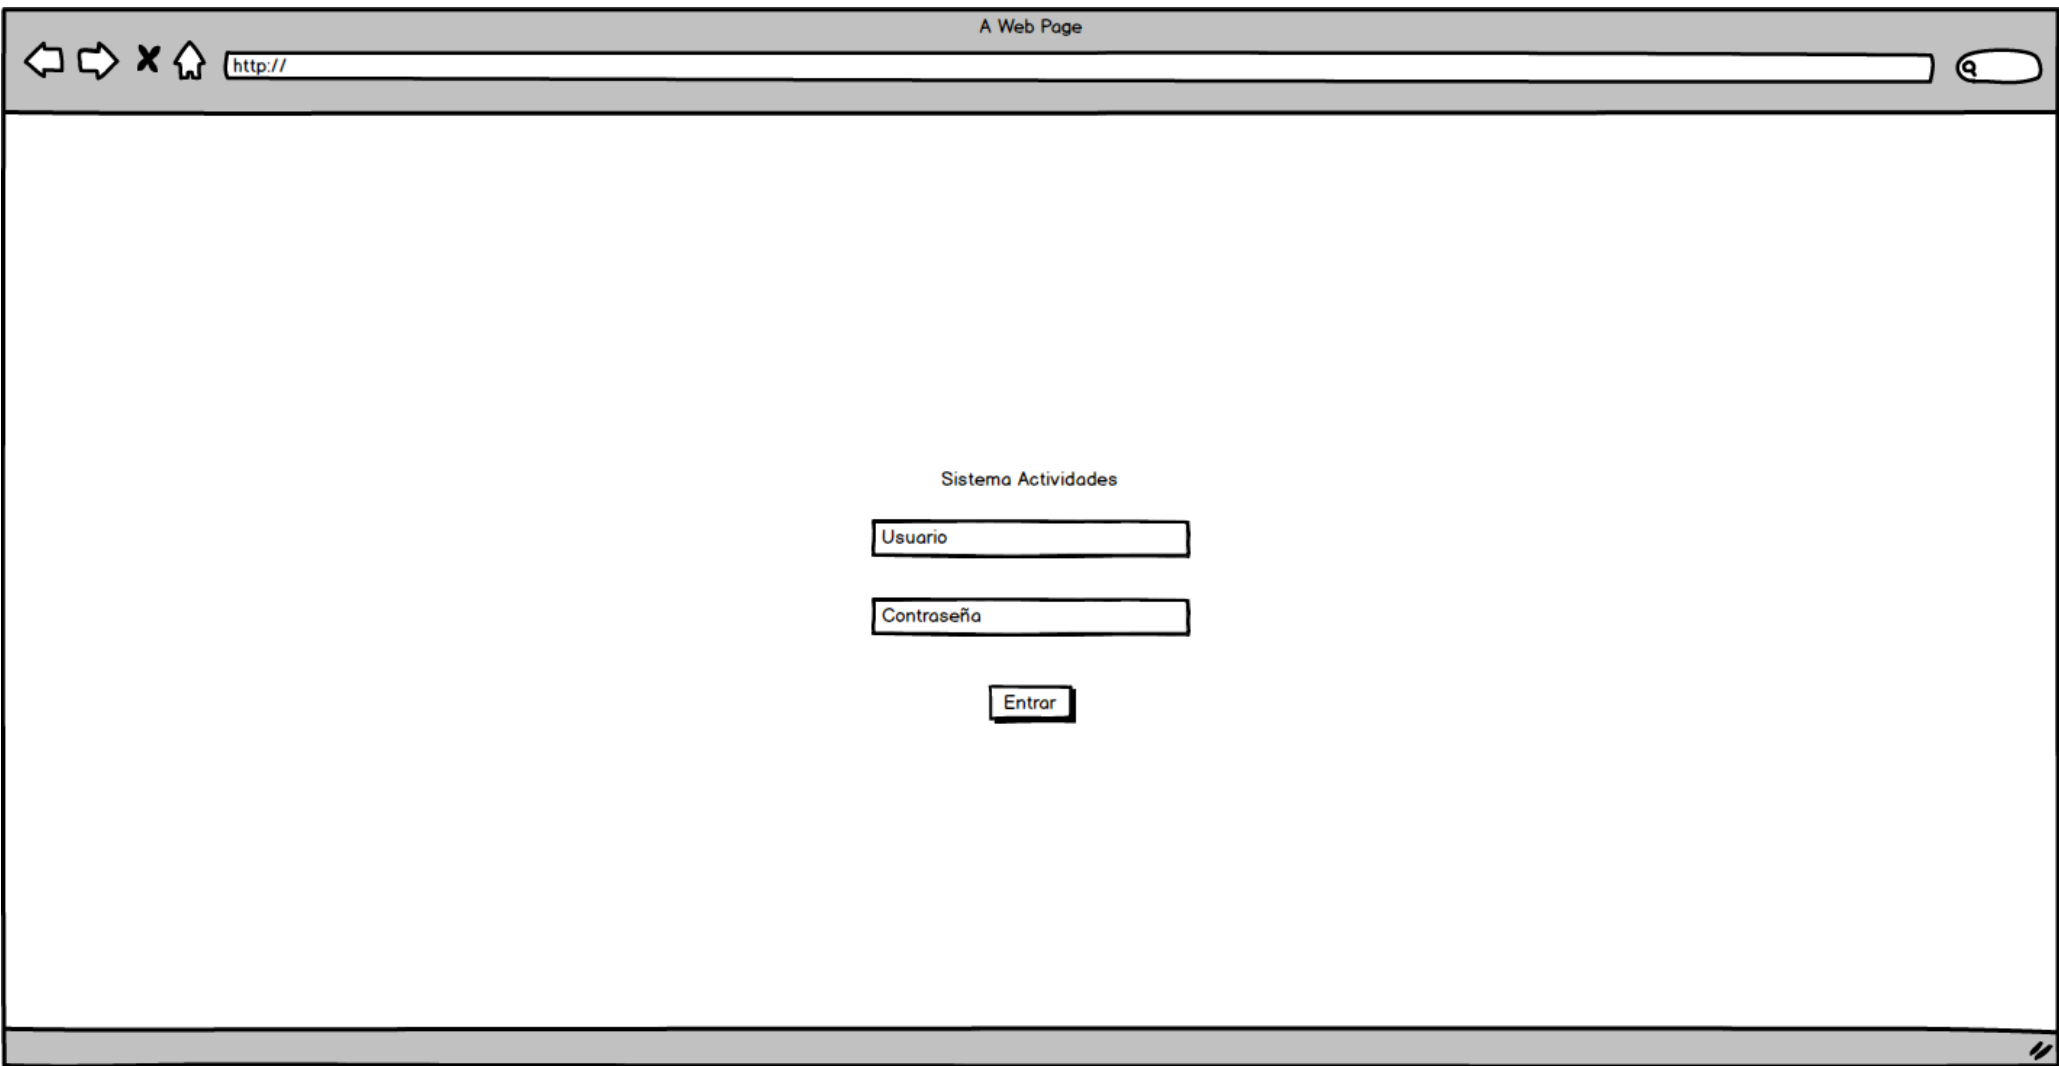 A Web Page
http://
Sistema Actividades
Usuario
Contraseña
Entrar